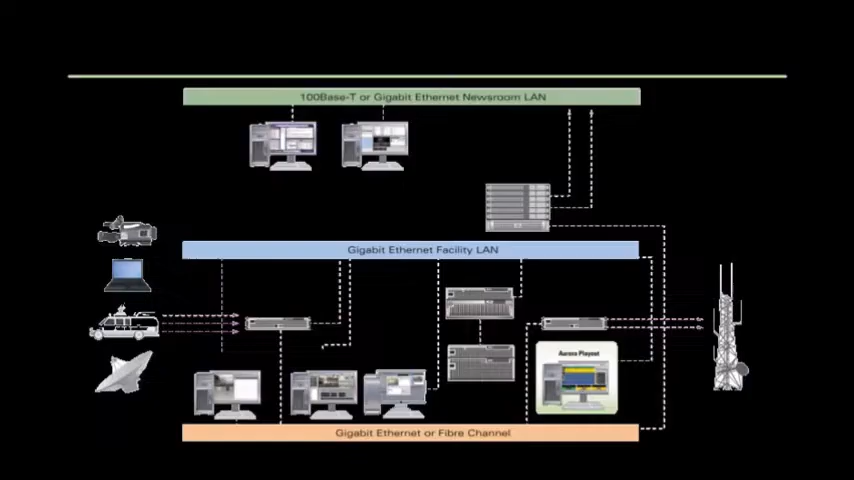 100Base-T or Gigabit Ethernet Newsroom LAN
Gigabit Ethernet Facility LAN
Aurora Playout
Gigabit Ethernet or Fibre Channel